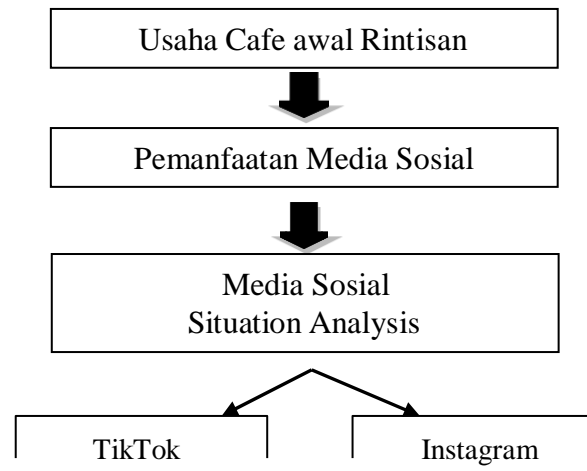 Usaha Cafe awal Rintisan
Pemanfaatan Media Sosial
Media Sosial
Situation Analysis
TikTok
Instagram